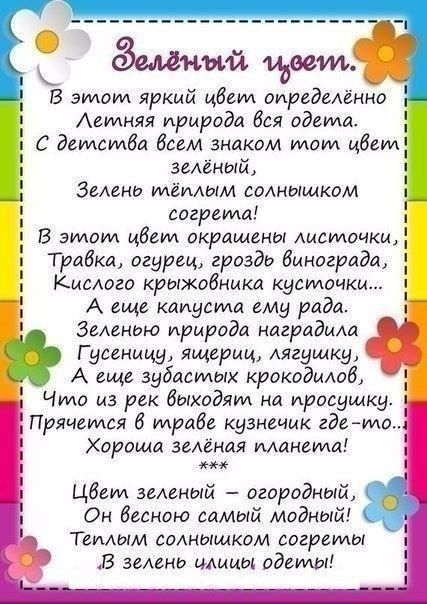 Зелёный цвет.
В этот яркий цвет определённо
Летняя природа вся одета.
С детства всем знаком тот цвет
зелёный,
Зелень тёплым солнышком
согрета!
В этот цвет окрашены листочки,
Травка, огурец, гроздь винограда,
Кислого крыжовника кусточки...
А еще капуста ему рада.
Зеленью природа наградила
Гусеницу, ящериц, лягушку,
А еще зубастых крокодилов,
Что из рек выходят на просушку.
Прячется в траве кузнечик где-то..
Хороша зелёная планета!
***
Цвет зеленый – огородный,
Он весною самый модный!
Теплым солнышком согреты
В зелень улицы одеты!